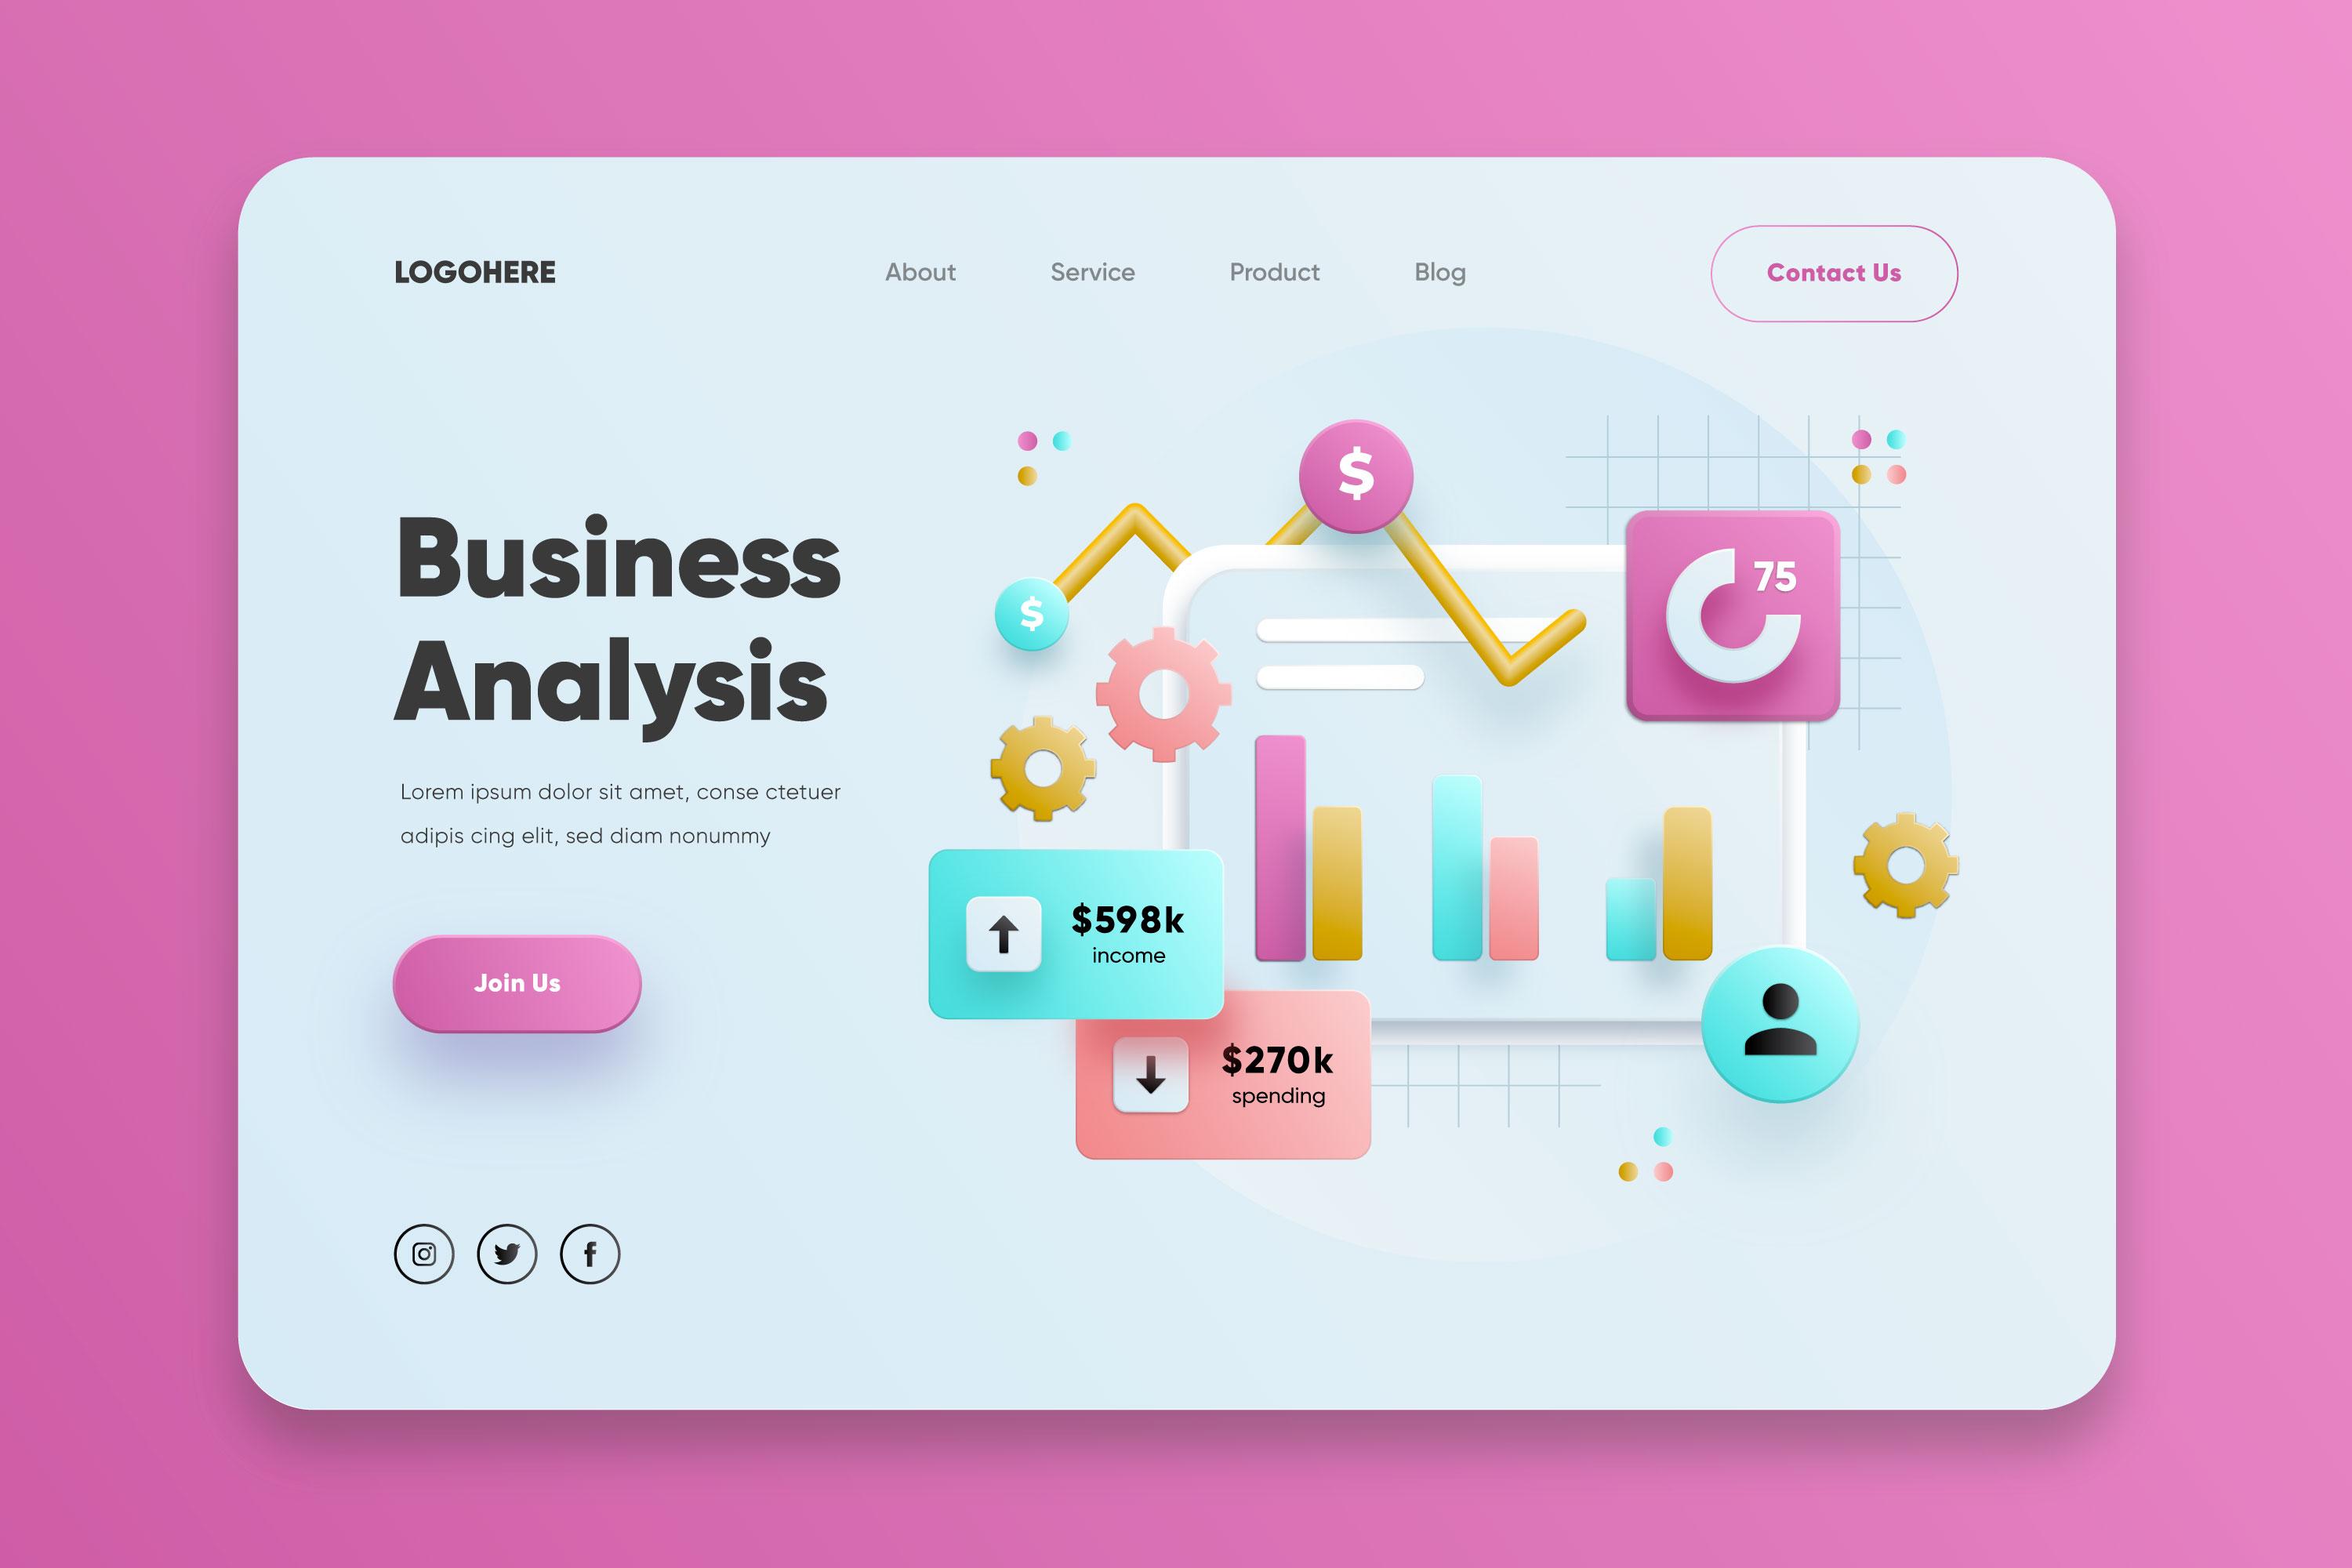 LOGOHERE
About
Service
Product
Blog
Contact Us
Business
Analysis
Lorem ipsum dolor sit amet, conse ctetuer
adipis cing elit, sed diam nonummy
Join Us
$
$
75
$598k
income
$270k
spending